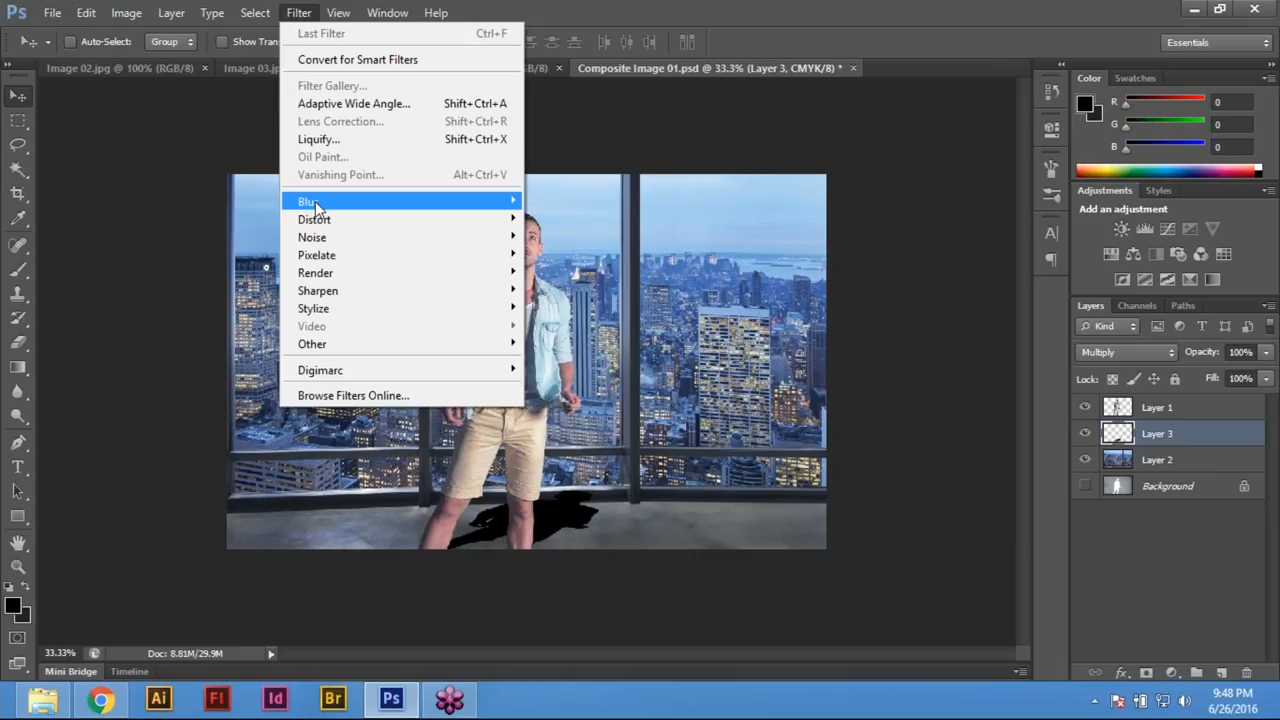 Ps File Edit Image Layer Type Select Filter View Window Help
Auto-Select: Group Show Tran
Essentials
Image 02.jpg @ 100% (RGB/8) × Image 03.jp
B/8) × Composite Image 01.psd @ 33.3% (Layer 3, CMYK/8) * ×
Last Filter Ctrl+F
Convert for Smart Filters
Filter Gallery...
Adaptive Wide Angle... Shift+Ctrl+A
Lens Correction... Shift+Ctrl+R
Liquify... Shift+Ctrl+X
Oil Paint...
Vanishing Point... Alt+Ctrl+V
Blur
Distort
Noise
Pixelate
Render
Sharpen
Stylize
Video
Other
Digimarc
Browse Filters Online...
Color Swatches
R 0
G 0
B 0
Adjustments Styles
Add an adjustment
Layers Channels Paths
Kind
Multiply Opacity: 100%
Lock: Fill: 100%
Layer 1
Layer 3
Layer 2
Background
33.33% Doc: 8.81M/29.9M
Mini Bridge Timeline
Ai Fl Id Br Ps
9:48 PM
6/26/2016